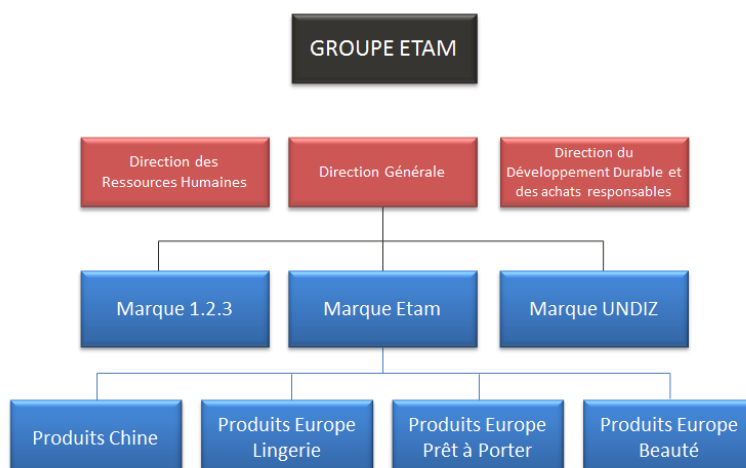 GROUPE ETAM
Direction des
Ressources Humaines
Direction Générale
Direction du
Développement Durable et
des achats responsables
Marque 1.2.3
Marque Etam
Marque UNDIZ
Produits Chine
Produits Europe
Lingerie
Produits Europe
Prêt à Porter
Produits Europe
Beauté